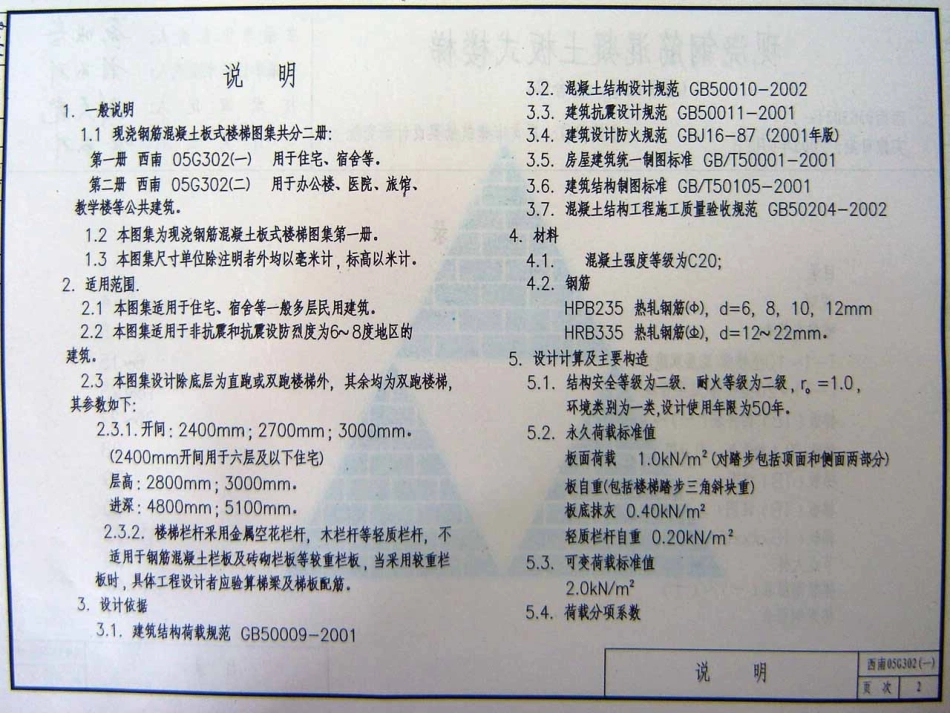 说 明
一般说明
1.1 现浇钢筋混凝土板式楼梯图集共分二册:
第一册 西南 05G302(一) 用于住宅、宿舍等。
第二册 西南 05G302(二) 用于办公楼、医院、旅馆、
教学楼等公共建筑。
1.2 本图集为现浇钢筋混凝土板式楼梯图集第一册。
1.3 本图集尺寸单位除注明者外均以毫米计,标高以米计。
2. 适用范围.
2.1 本图集适用于住宅、宿舍等一般多层民用建筑。
2.2 本图集适用于非抗震和抗震设防烈度为6~8度地区的
建筑。
2.3 本图集设计除底层为直跑或双跑楼梯外, 其余均为双跑楼梯,
其参数如下:
2.3.1. 开间: 2400mm; 2700mm; 3000mm。
(2400mm开间用于六层及以下住宅)
层高: 2800mm; 3000mm。
进深: 4800mm; 5100mm。
2.3.2. 楼梯栏杆采用金属空花栏杆, 木栏杆等轻质栏杆, 不
适用于钢筋混凝土栏板及砖砌栏板等较重栏板, 当采用较重栏
板时,具体工程设计者应验算梯梁及梯板配筋。
3. 设计依据
3.1. 建筑结构荷载规范 GB50009-2001
3.2. 混凝土结构设计规范 GB50010-2002
3.3. 建筑抗震设计规范 GB50011-2001
3.4. 建筑设计防火规范 GBJ16-87 (2001年版)
3.5. 房屋建筑统一制图标准 GB/T50001-2001
3.6. 建筑结构制图标准 GB/T50105-2001
3.7. 混凝土结构工程施工质量验收规范 GB50204-2002
4. 材料
4.1. 混凝土强度等级为C20;
4.2. 钢筋
HPB235 热轧钢筋(Φ), d=6, 8, 10, 12mm
HRB335 热轧钢筋(Φ), d=12~22mm。
5. 设计计算及主要构造
5.1. 结构安全等级为二级. 耐火等级为二级, r₀ =1.0,
环境类别为一类,设计使用年限为50年。
5.2. 永久荷载标准值
板面荷载 1.0kN/m² (对踏步包括顶面和侧面两部分)
板自重(包括楼梯踏步三角斜块重)
板底抹灰 0.40kN/m²
轻质栏杆自重 0.20kN/m²
5.3. 可变荷载标准值
2.0kN/m²
5.4. 荷载分项系数
说 明
西南05G302(一)
页 次 2